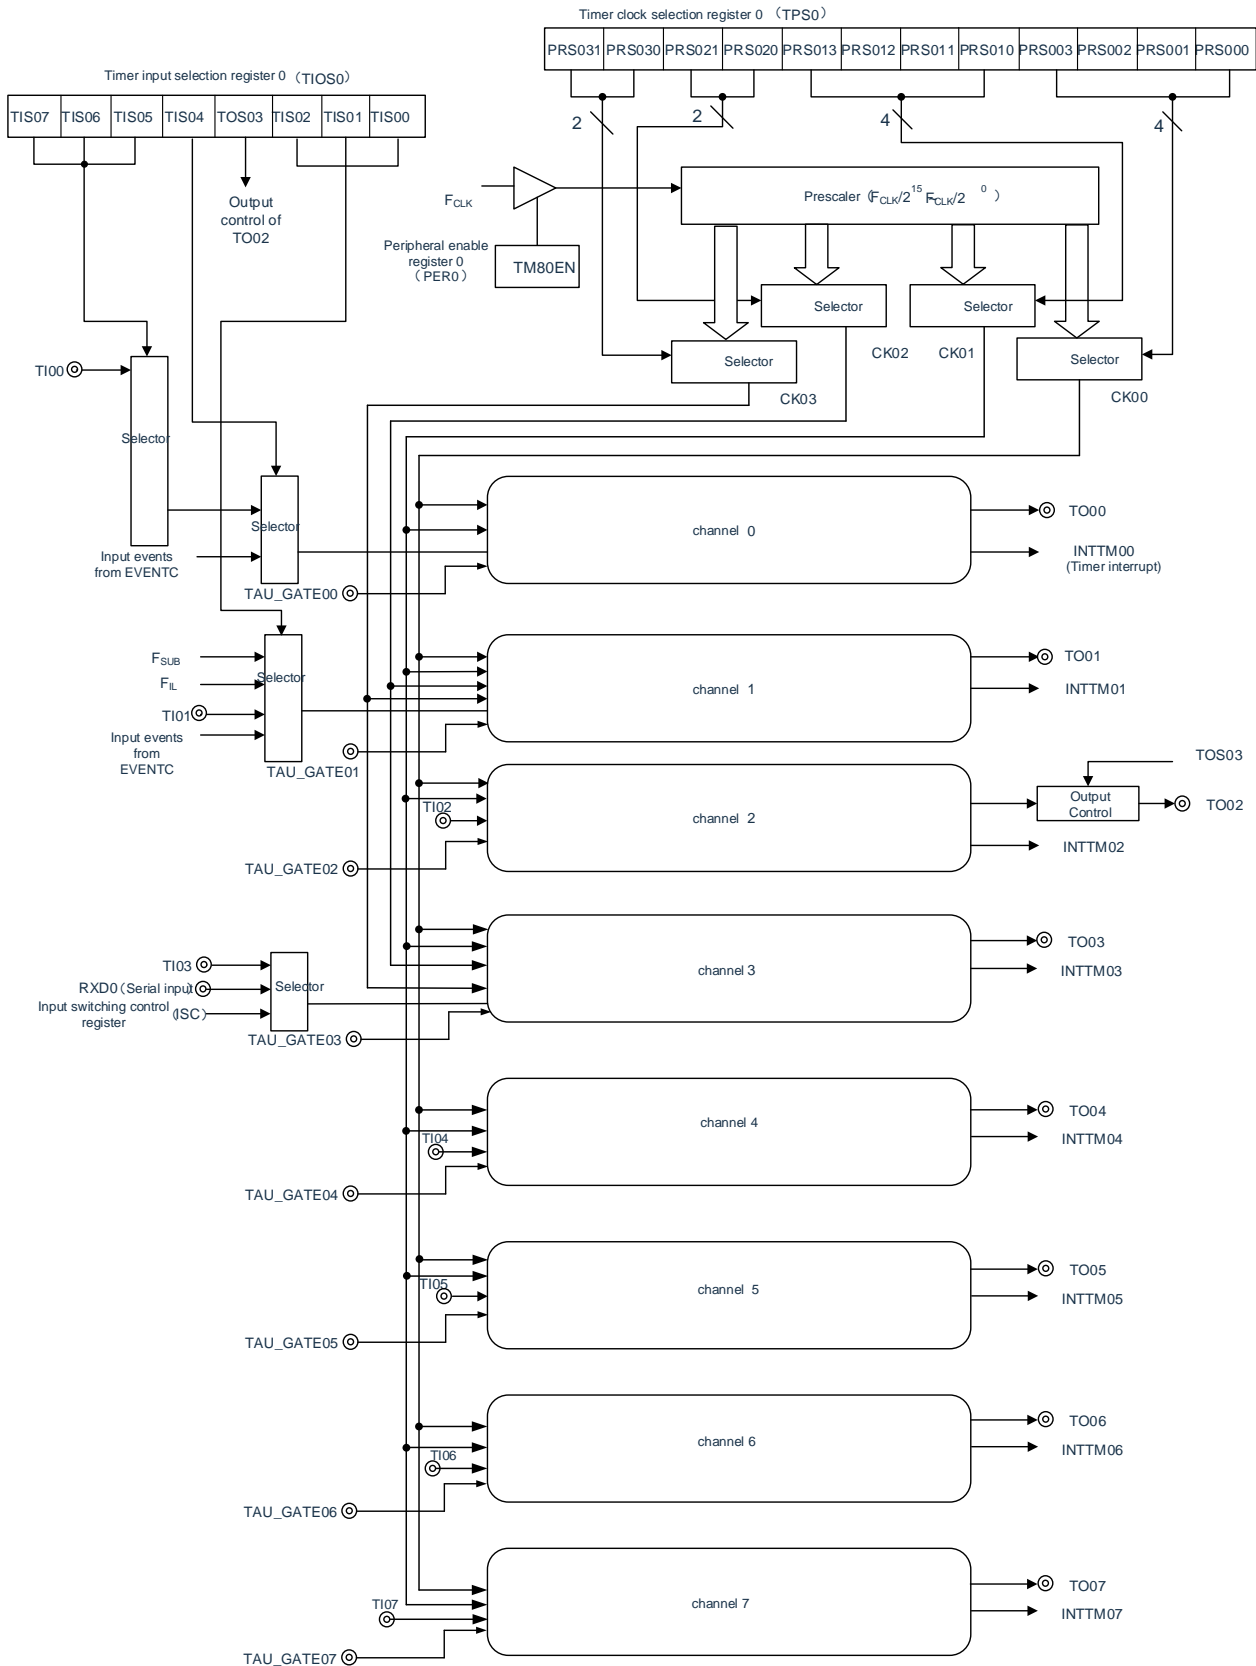 Timer clock selection register 0 （TPS0）
PRS031 PRS030 PRS021 PRS020 PRS013 PRS012 PRS011 PRS010 PRS003 PRS002 PRS001 PRS000
Timer input selection register 0 （TIOS0）
TIS07 TIS06 TIS05 TIS04 TOS03 TIS02 TIS01 TIS00
2 2 4 4
Output
control of
TO02
FCLK
Prescaler（FCLK/2^15 FCLK/2^0）
Peripheral enable
register 0
（PER0）
TM80EN
Selector Selector
Selector Selector
CK02 CK01
CK03 CK00
TI00
Selector
Selector
Input events
from EVENTC
TAU_GATE00
channel 0
TO00
INTTM00
(Timer interrupt)
FSUB
FIL
TI01
Input events
from
EVENTC
Selector
TAU_GATE01
channel 1
TO01
INTTM01
TOS03
TI02
TAU_GATE02
channel 2
Output
Control
TO02
INTTM02
TI03
RXD0（Serial input）
Input switching control
register
（ISC）
Selector
TAU_GATE03
channel 3
TO03
INTTM03
TI04
TAU_GATE04
channel 4
TO04
INTTM04
TI05
TAU_GATE05
channel 5
TO05
INTTM05
TI06
TAU_GATE06
channel 6
TO06
INTTM06
TI07
TAU_GATE07
channel 7
TO07
INTTM07